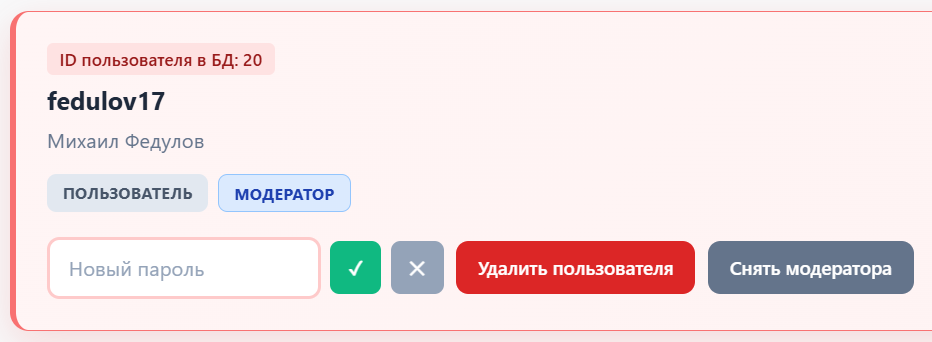 ID пользователя в БД: 20
fedulov17
Михаил Федулов
ПОЛЬЗОВАТЕЛЬ МОДЕРАТОР
Новый пароль ✓ ✕ Удалить пользователя Снять модератора